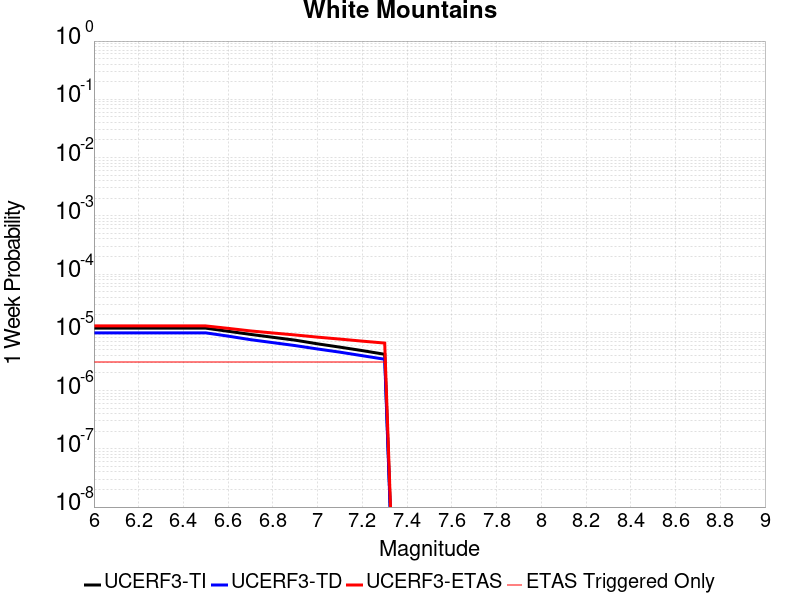 White Mountains
10^0
10^-1
10^-2
10^-3
10^-4
10^-5
10^-6
10^-7
10^-8
1 Week Probability
6 6.2 6.4 6.6 6.8 7 7.2 7.4 7.6 7.8 8 8.2 8.4 8.6 8.8 9
Magnitude
UCERF3-TI UCERF3-TD UCERF3-ETAS ETAS Triggered Only